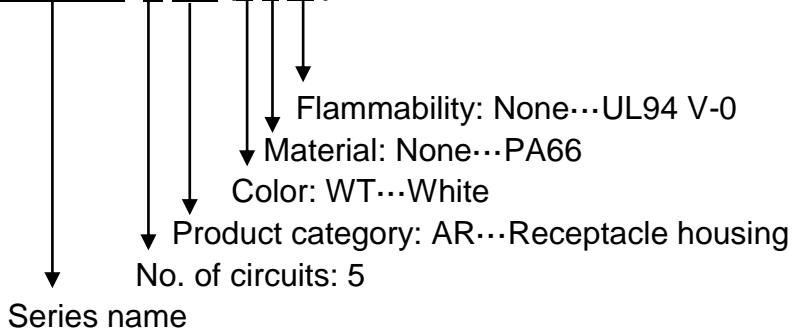 Flammability: None···UL94 V-0
Material: None···PA66
Color: WT···White
Product category: AR···Receptacle housing
No. of circuits: 5
Series name